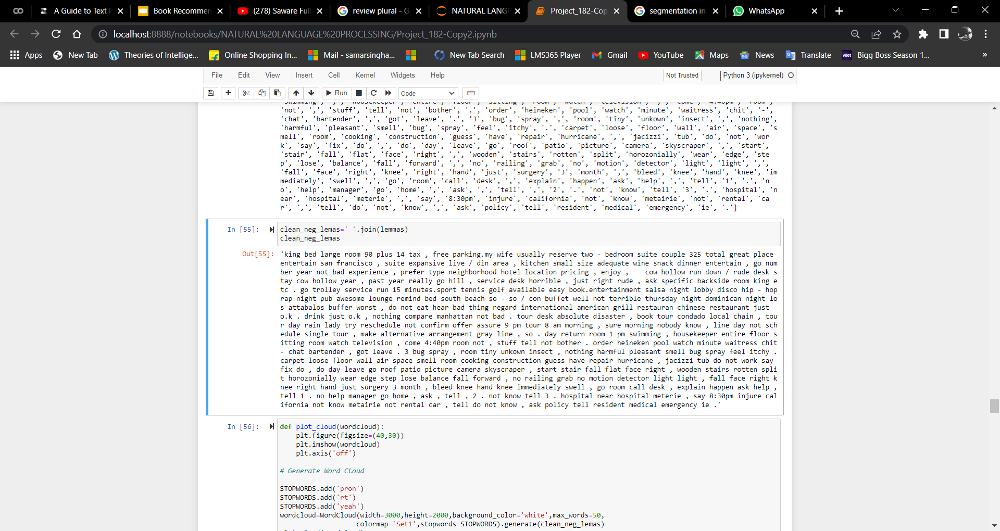 A Guide to Text P
Book Recommen
(278) Saware Full
review plural - G
NATURAL LANG
Project_182-Cop
segmentation in
WhatsApp
localhost:8888/notebooks/NATURAL%20LANGUAGE%20PROCESSING/Project_182-Copy2.ipynb
Apps
New Tab
Theories of Intellige...
Online Shopping In...
Mail - samarsingha...
New Tab Search
LMS365 Player
Gmail
YouTube
Maps
News
Translate
voot
Bigg Boss Season 1...
»
File Edit View Insert Cell Kernel Widgets Help
Not Trusted
Python 3 (ipykernel)
Run
Code
'swimming', ',', 'housekeeper', 'entire', 'floor', 'sitting', 'room', 'watch', 'television', ',', 'come', '4:40pm', 'room',
'not', ',', 'stuff', 'tell', 'not', 'bother', '.', 'order', 'heineken', 'pool', 'watch', 'minute', 'waitress', 'chit', '-',
'chat', 'bartender', ',', 'got', 'leave', '.', '3', 'bug', 'spray', ',', 'room', 'tiny', 'unkown', 'insect', ',', 'nothing',
'harmful', 'pleasant', 'smell', 'bug', 'spray', 'feel', 'itchy', '.', 'carpet', 'loose', 'floor', 'wall', 'air', 'space', 's
mell', 'room', 'cooking', 'construction', 'guess', 'have', 'repair', 'hurricane', ',', 'jacizzi', 'tub', 'do', 'not', 'wor
k', 'say', 'fix', 'do', ',', 'do', 'day', 'leave', 'go', 'roof', 'patio', 'picture', 'camera', 'skyscraper', ',', 'start',
'stair', 'fall', 'flat', 'face', 'right', ',', 'wooden', 'stairs', 'rotten', 'split', 'horozonially', 'wear', 'edge', 'ste
p', 'lose', 'balance', 'fall', 'forward', ',', 'no', 'railing', 'grab', 'no', 'motion', 'detector', 'light', 'light', ',',
'fall', 'face', 'right', 'knee', 'right', 'hand', 'just', 'surgery', '3', 'month', ',', 'bleed', 'knee', 'hand', 'knee', 'im
mediately', 'swell', ',', 'go', 'room', 'call', 'desk', ',', 'explain', 'happen', 'ask', 'help', ',', 'tell', '1', '.', 'n
o', 'help', 'manager', 'go', 'home', ',', 'ask', ',', 'tell', ',', '2', '.', 'not', 'know', 'tell', '3', '.', 'hospital', 'n
ear', 'hospital', 'meterie', ',', 'say', '8:30pm', 'injure', 'california', 'not', 'know', 'metairie', 'not', 'rental', 'ca
r', ',', 'tell', 'do', 'not', 'know', ',', 'ask', 'policy', 'tell', 'resident', 'medical', 'emergency', 'ie', '.']
In [55]:
clean_neg_lemas=' '.join(lemmas)
clean_neg_lemas
Out[55]:
'king bed large room 90 plus 14 tax , free parking.my wife usually reserve two - bedroom suite couple 325 total great place
entertain san francisco , suite expansive live / din area , kitchen small size adequate wine snack dinner entertain , go num
ber year not bad experience , prefer type neighborhood hotel location pricing , enjoy ,    cow hollow run down / rude desk s
tay cow hollow year , past year really go hill , service desk horrible , just right rude , ask specific backside room king e
tc . go trolley service run 15 minutes.sport tennis golf available easy book.entertainment salsa night lobby disco hip - hop
rap night pub awesome lounge remind bed south beach so - so / con buffet well not terrible thursday night dominican night lo
s attabalos buffer worst , do not eat hear bad thing regard international american grill restauran chinese restaurant just
o.k . drink just o.k , nothing compare manhattan not bad . tour desk absolute disaster , book tour condado local chain , tou
r day rain lady try reschedule not confirm offer assure 9 pm tour 8 am morning , sure morning nobody know , line day not sch
edule single tour , make alternative arrangement gray line , so . day return room 1 pm swimming , housekeeper entire floor s
itting room watch television , come 4:40pm room not , stuff tell not bother . order heineken pool watch minute waitress chit
- chat bartender , got leave . 3 bug spray , room tiny unkown insect , nothing harmful pleasant smell bug spray feel itchy .
carpet loose floor wall air space smell room cooking construction guess have repair hurricane , jacizzi tub do not work say
fix do , do day leave go roof patio picture camera skyscraper , start stair fall flat face right , wooden stairs rotten spli
t horozonially wear edge step lose balance fall forward , no railing grab no motion detector light light , fall face right k
nee right hand just surgery 3 month , bleed knee hand knee immediately swell , go room call desk , explain happen ask help ,
tell 1 . no help manager go home , ask , tell , 2 . not know tell 3 . hospital near hospital meterie , say 8:30pm injure cal
ifornia not know metairie not rental car , tell do not know , ask policy tell resident medical emergency ie .'
In [56]:
def plot_cloud(wordcloud):
    plt.figure(figsize=(40,30))
    plt.imshow(wordcloud)
    plt.axis('off')
# Generate Word Cloud
STOPWORDS.add('pron')
STOPWORDS.add('rt')
STOPWORDS.add('yeah')
wordcloud=WordCloud(width=3000,height=2000,background_color='white',max_words=50,
                   colormap='Set1',stopwords=STOPWORDS).generate(clean_neg_lemas)